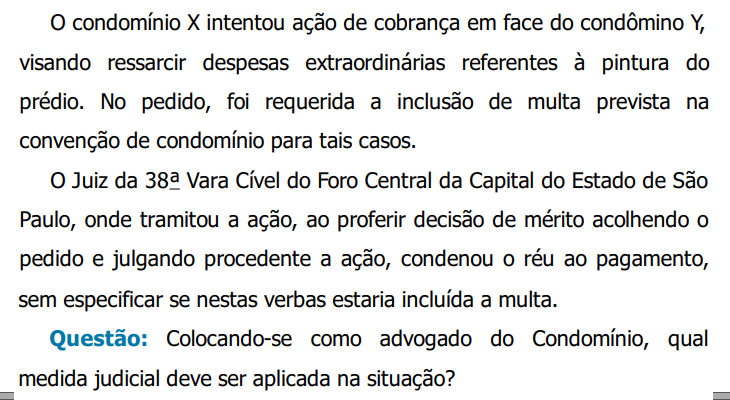 O condomínio X intentou ação de cobrança em face do condômino Y,
visando ressarcir despesas extraordinárias referentes à pintura do
prédio. No pedido, foi requerida a inclusão de multa prevista na
convenção de condomínio para tais casos.
O Juiz da 38ª Vara Cível do Foro Central da Capital do Estado de São
Paulo, onde tramitou a ação, ao proferir decisão de mérito acolhendo o
pedido e julgando procedente a ação, condenou o réu ao pagamento,
sem especificar se nestas verbas estaria incluída a multa.
Questão: Colocando-se como advogado do Condomínio, qual
medida judicial deve ser aplicada na situação?